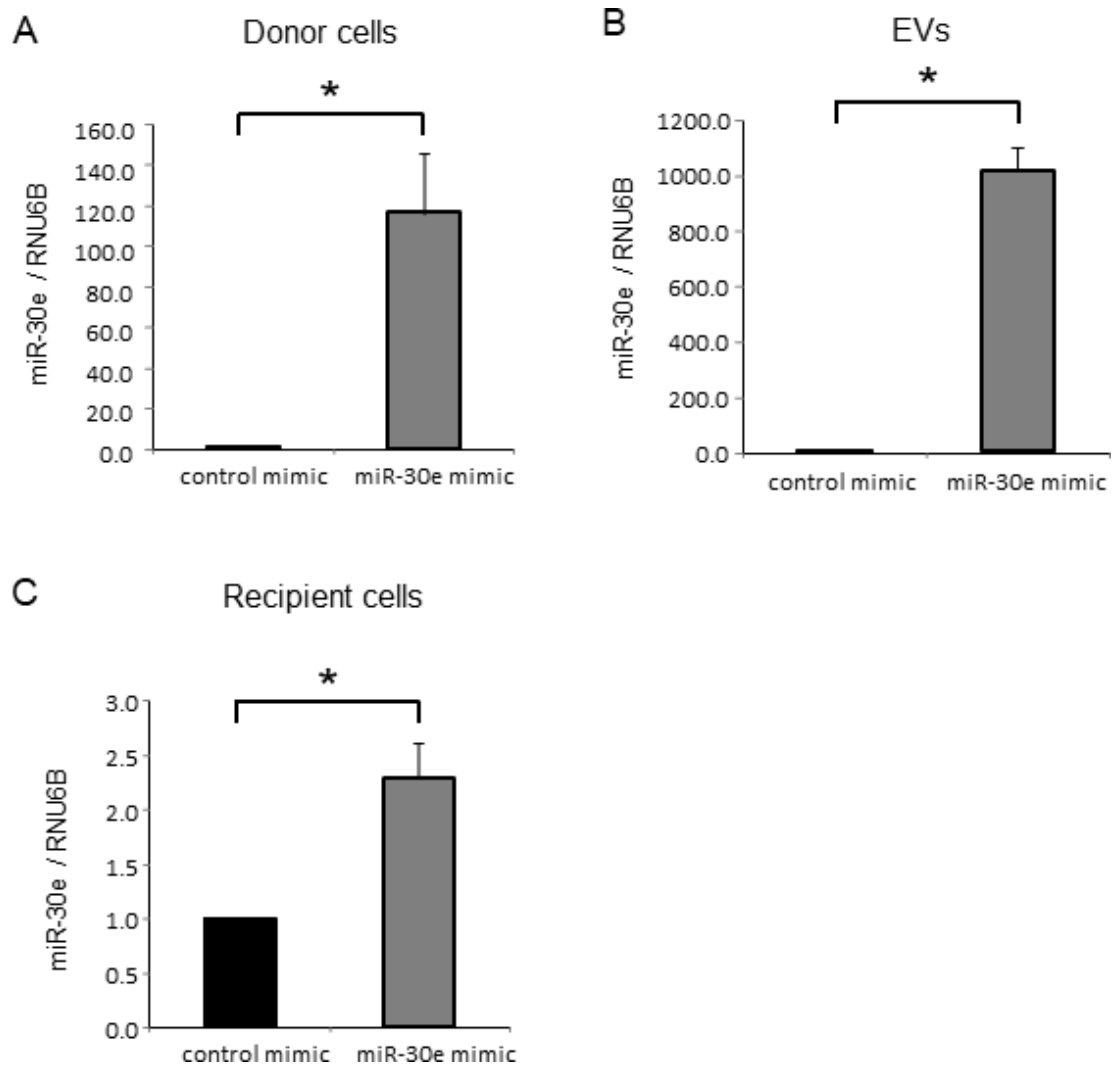 A
Donor cells
*
miR-30e / RNU6B
160.0
140.0
120.0
100.0
80.0
60.0
40.0
20.0
0.0
control mimic
miR-30e mimic
B
EVs
*
miR-30e / RNU6B
1200.0
1000.0
800.0
600.0
400.0
200.0
0.0
control mimic
miR-30e mimic
C
Recipient cells
*
miR-30e / RNU6B
3.0
2.5
2.0
1.5
1.0
0.5
0.0
control mimic
miR-30e mimic